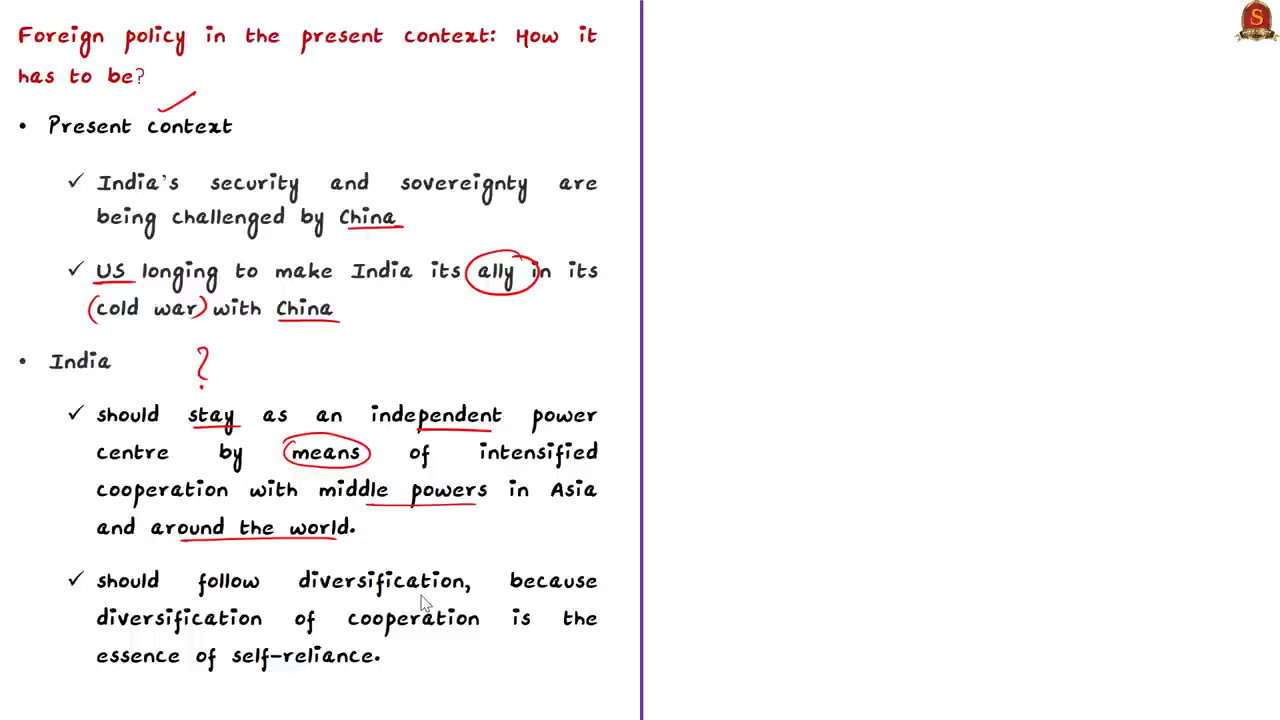 Foreign policy in the present context: How it
has to be?
• Present context
✓ India's security and sovereignty are
being challenged by China
✓ US longing to make India its ally in its
(cold war) with China
• India ?
✓ should stay as an independent power
centre by means of intensified
cooperation with middle powers in Asia
and around the world.
✓ should follow diversification, because
diversification of cooperation is the
essence of self-reliance.
S